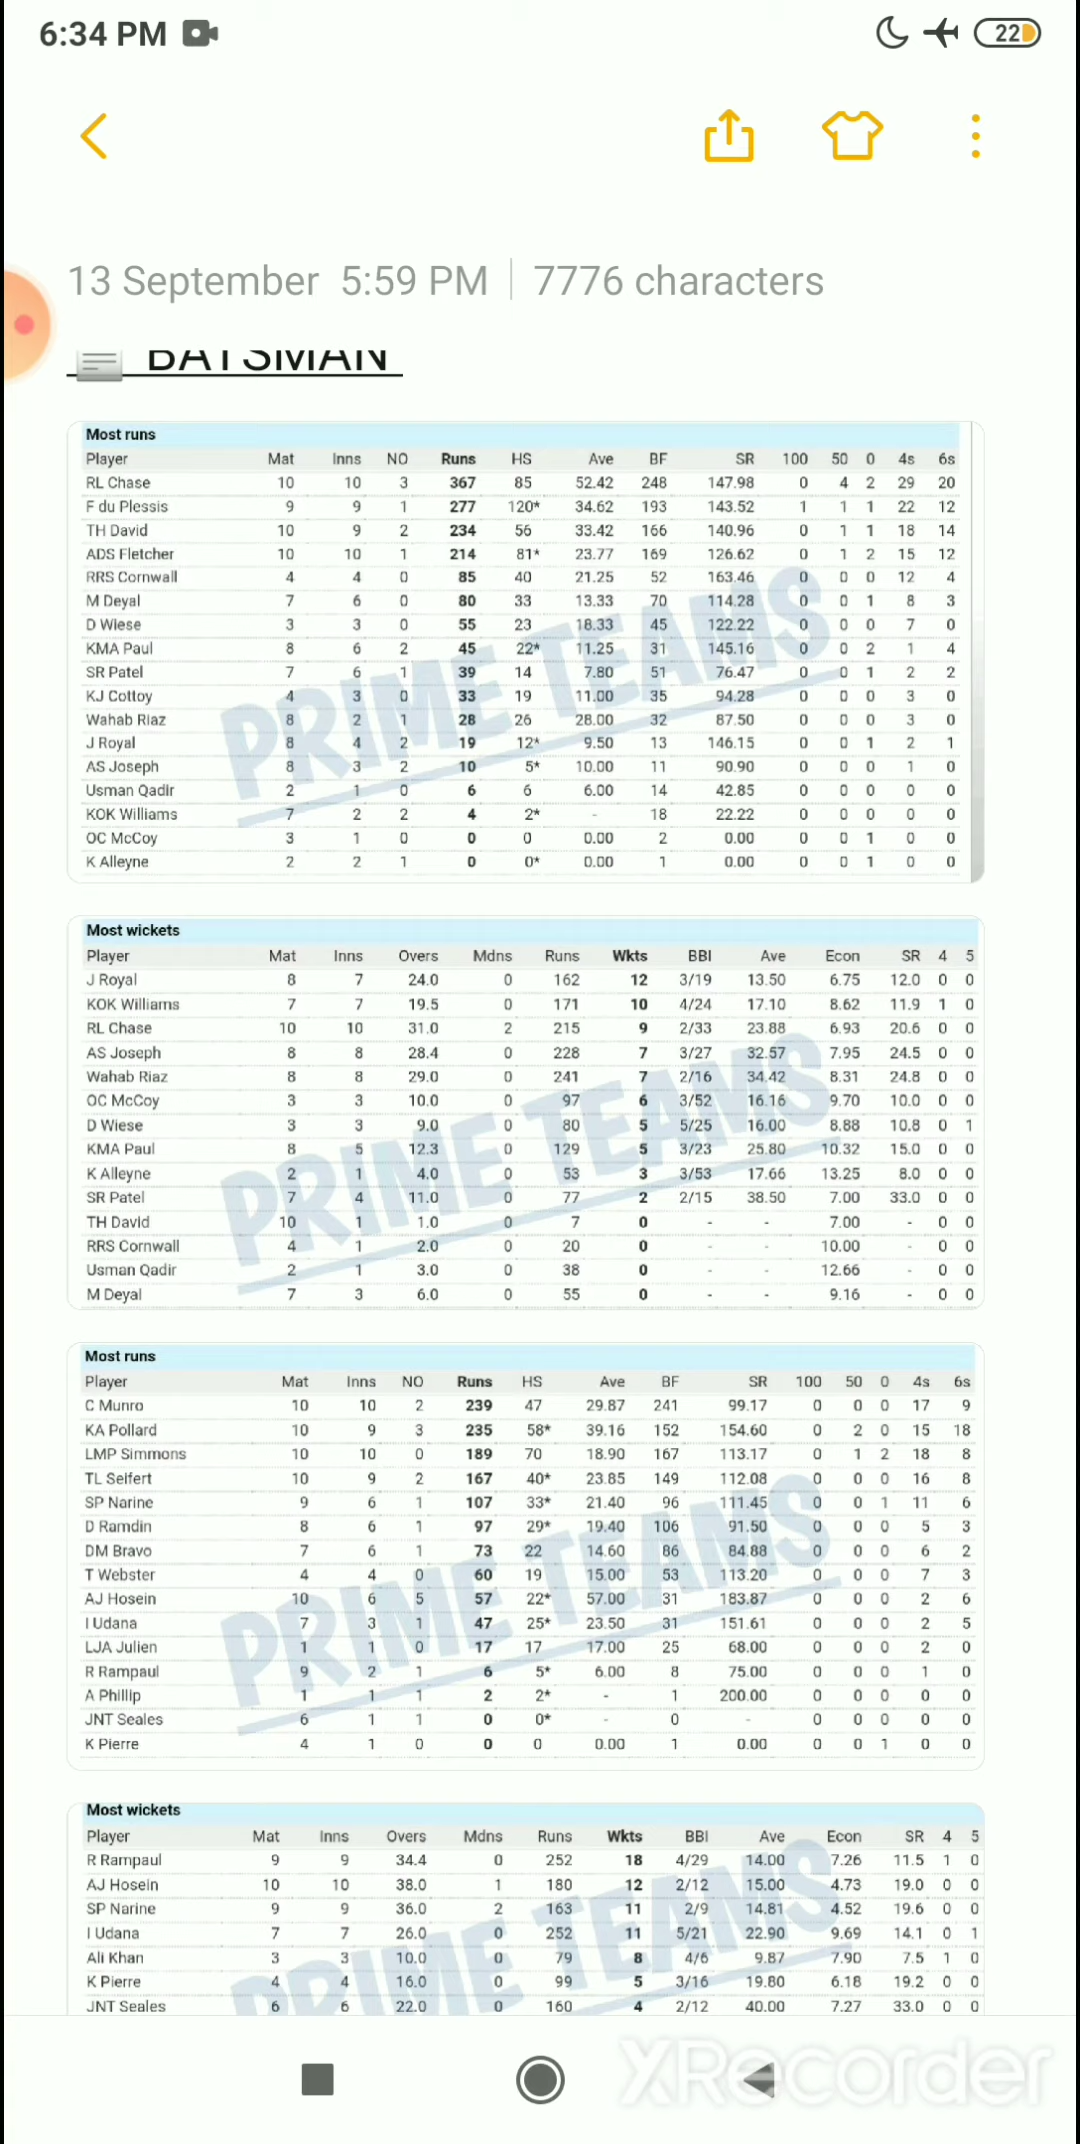 6:34 PM
22
13 September 5:59 PM | 7776 characters
BATSMAN
Most runs
Player Mat Inns NO Runs HS Ave BF SR 100 50 0 4s 6s
RL Chase 10 10 3 367 85 52.42 248 147.98 0 4 2 29 20
F du Plessis 9 9 1 277 120* 34.62 193 143.52 1 1 1 22 12
TH David 10 9 2 234 56 33.42 166 140.96 0 1 1 18 14
ADS Fletcher 10 10 1 214 81* 23.77 169 126.62 0 1 2 15 12
RRS Cornwall 4 4 0 85 40 21.25 52 163.46 0 0 0 12 4
M Deyal 7 6 0 80 33 13.33 70 114.28 0 0 1 8 3
D Wiese 3 3 0 55 23 18.33 45 122.22 0 0 0 7 0
KMA Paul 8 6 2 45 22* 11.25 31 145.16 0 0 2 1 4
SR Patel 7 6 1 39 14 7.80 51 76.47 0 0 1 2 2
KJ Cottoy 4 3 0 33 19 11.00 35 94.28 0 0 0 3 0
Wahab Riaz 8 2 1 28 26 28.00 32 87.50 0 0 0 3 0
J Royal 8 4 2 19 12* 9.50 13 146.15 0 0 1 2 1
AS Joseph 8 3 2 10 5* 10.00 11 90.90 0 0 0 1 0
Usman Qadir 2 1 0 6 6 6.00 14 42.85 0 0 0 0 0
KOK Williams 7 2 2 4 2* - 18 22.22 0 0 0 0 0
OC McCoy 3 1 0 0 0 0.00 2 0.00 0 0 1 0 0
K Alleyne 2 2 1 0 0* 0.00 1 0.00 0 0 1 0 0
PRIME TEAMS
Most wickets
Player Mat Inns Overs Mdns Runs Wkts BBI Ave Econ SR 4 5
J Royal 8 7 24.0 0 162 12 3/19 13.50 6.75 12.0 0 0
KOK Williams 7 7 19.5 0 171 10 4/24 17.10 8.62 11.9 1 0
RL Chase 10 10 31.0 2 215 9 2/33 23.88 6.93 20.6 0 0
AS Joseph 8 8 28.4 0 228 7 3/27 32.57 7.95 24.5 0 0
Wahab Riaz 8 8 29.0 0 241 7 2/16 34.42 8.31 24.8 0 0
OC McCoy 3 3 10.0 0 97 6 3/52 16.16 9.70 10.0 0 0
D Wiese 3 3 9.0 0 80 5 5/25 16.00 8.88 10.8 0 1
KMA Paul 8 5 12.3 0 129 5 3/23 25.80 10.32 15.0 0 0
K Alleyne 2 1 4.0 0 53 3 3/53 17.66 13.25 8.0 0 0
SR Patel 7 4 11.0 0 77 2 2/15 38.50 7.00 33.0 0 0
TH David 10 1 1.0 0 7 0 - - 7.00 - 0 0
RRS Cornwall 4 1 2.0 0 20 0 - - 10.00 - 0 0
Usman Qadir 2 1 3.0 0 38 0 - - 12.66 - 0 0
M Deyal 7 3 6.0 0 55 0 - - 9.16 - 0 0
PRIME TEAMS
Most runs
Player Mat Inns NO Runs HS Ave BF SR 100 50 0 4s 6s
C Munro 10 10 2 239 47 29.87 241 99.17 0 0 0 17 9
KA Pollard 10 9 3 235 58* 39.16 152 154.60 0 2 0 15 18
LMP Simmons 10 10 0 189 70 18.90 167 113.17 0 1 2 18 8
TL Seifert 10 9 2 167 40* 23.85 149 112.08 0 0 0 16 8
SP Narine 9 6 1 107 33* 21.40 96 111.45 0 0 1 11 6
D Ramdin 8 6 1 97 29* 19.40 106 91.50 0 0 0 5 3
DM Bravo 7 6 1 73 22 14.60 86 84.88 0 0 0 6 2
T Webster 4 4 0 60 19 15.00 53 113.20 0 0 0 7 3
AJ Hosein 10 6 5 57 22* 57.00 31 183.87 0 0 0 2 6
I Udana 7 3 1 47 25* 23.50 31 151.61 0 0 0 2 5
LJA Julien 1 1 0 17 17 17.00 25 68.00 0 0 0 2 0
R Rampaul 9 2 1 6 5* 6.00 8 75.00 0 0 0 1 0
A Phillip 1 1 1 2 2* - 1 200.00 0 0 0 0 0
JNT Seales 6 1 1 0 0* - 0 - 0 0 0 0 0
K Pierre 4 1 0 0 0 0.00 1 0.00 0 0 1 0 0
PRIME TEAMS
Most wickets
Player Mat Inns Overs Mdns Runs Wkts BBI Ave Econ SR 4 5
R Rampaul 9 9 34.4 0 252 18 4/29 14.00 7.26 11.5 1 0
AJ Hosein 10 10 38.0 1 180 12 2/12 15.00 4.73 19.0 0 0
SP Narine 9 9 36.0 2 163 11 2/9 14.81 4.52 19.6 0 0
I Udana 7 7 26.0 0 252 11 5/21 22.90 9.69 14.1 0 1
Ali Khan 3 3 10.0 0 79 8 4/6 9.87 7.90 7.5 1 0
K Pierre 4 4 16.0 0 99 5 3/16 19.80 6.18 19.2 0 0
JNT Seales 6 6 22.0 0 160 4 2/12 40.00 7.27 33.0 0 0
PRIME TEAMS
XRecorder